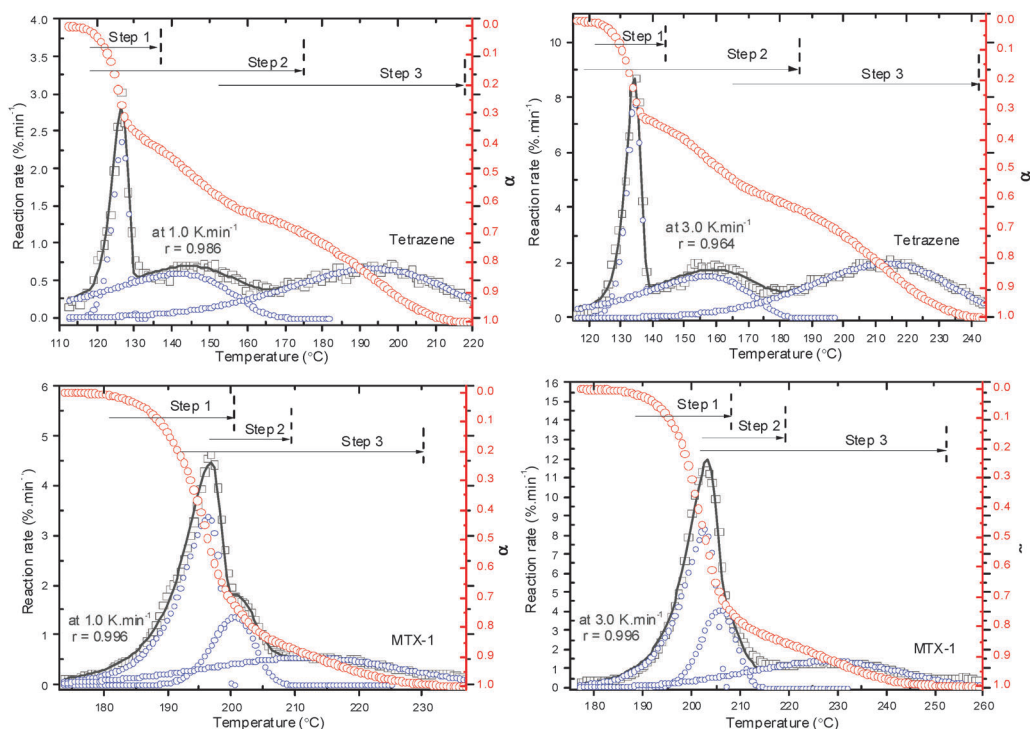 4.0
3.5
3.0
2.5
2.0
1.5
1.0
0.5
0.0
Reaction rate (%.min⁻¹)
Step 1
Step 2
Step 3
at 1.0 K.min⁻¹
r = 0.986
Tetrazene
110 120 130 140 150 160 170 180 190 200 210 220
Temperature (°C)
0.0
0.1
0.2
0.3
0.4
0.5
0.6
0.7
0.8
0.9
1.0
α
10
8
6
4
2
0
Reaction rate (%.min⁻¹)
Step 1
Step 2
Step 3
at 3.0 K.min⁻¹
r = 0.964
Tetrazene
120 130 140 150 160 170 180 190 200 210 220 230 240
Temperature (°C)
0.0
0.1
0.2
0.3
0.4
0.5
0.6
0.7
0.8
0.9
1.0
α
6
5
4
3
2
1
0
Reaction rate (%.min⁻¹)
Step 1
Step 2
Step 3
at 1.0 K.min⁻¹
r = 0.996
MTX-1
180 190 200 210 220 230
Temperature (°C)
0.0
0.1
0.2
0.3
0.4
0.5
0.6
0.7
0.8
0.9
1.0
α
16
15
14
13
12
11
10
9
8
7
6
5
4
3
2
1
0
Reaction rate (%.min⁻¹)
Step 1
Step 2
Step 3
at 3.0 K.min⁻¹
r = 0.996
MTX-1
180 190 200 210 220 230 240 250 260
Temperature (°C)
0.0
0.1
0.2
0.3
0.4
0.5
0.6
0.7
0.8
0.9
1.0